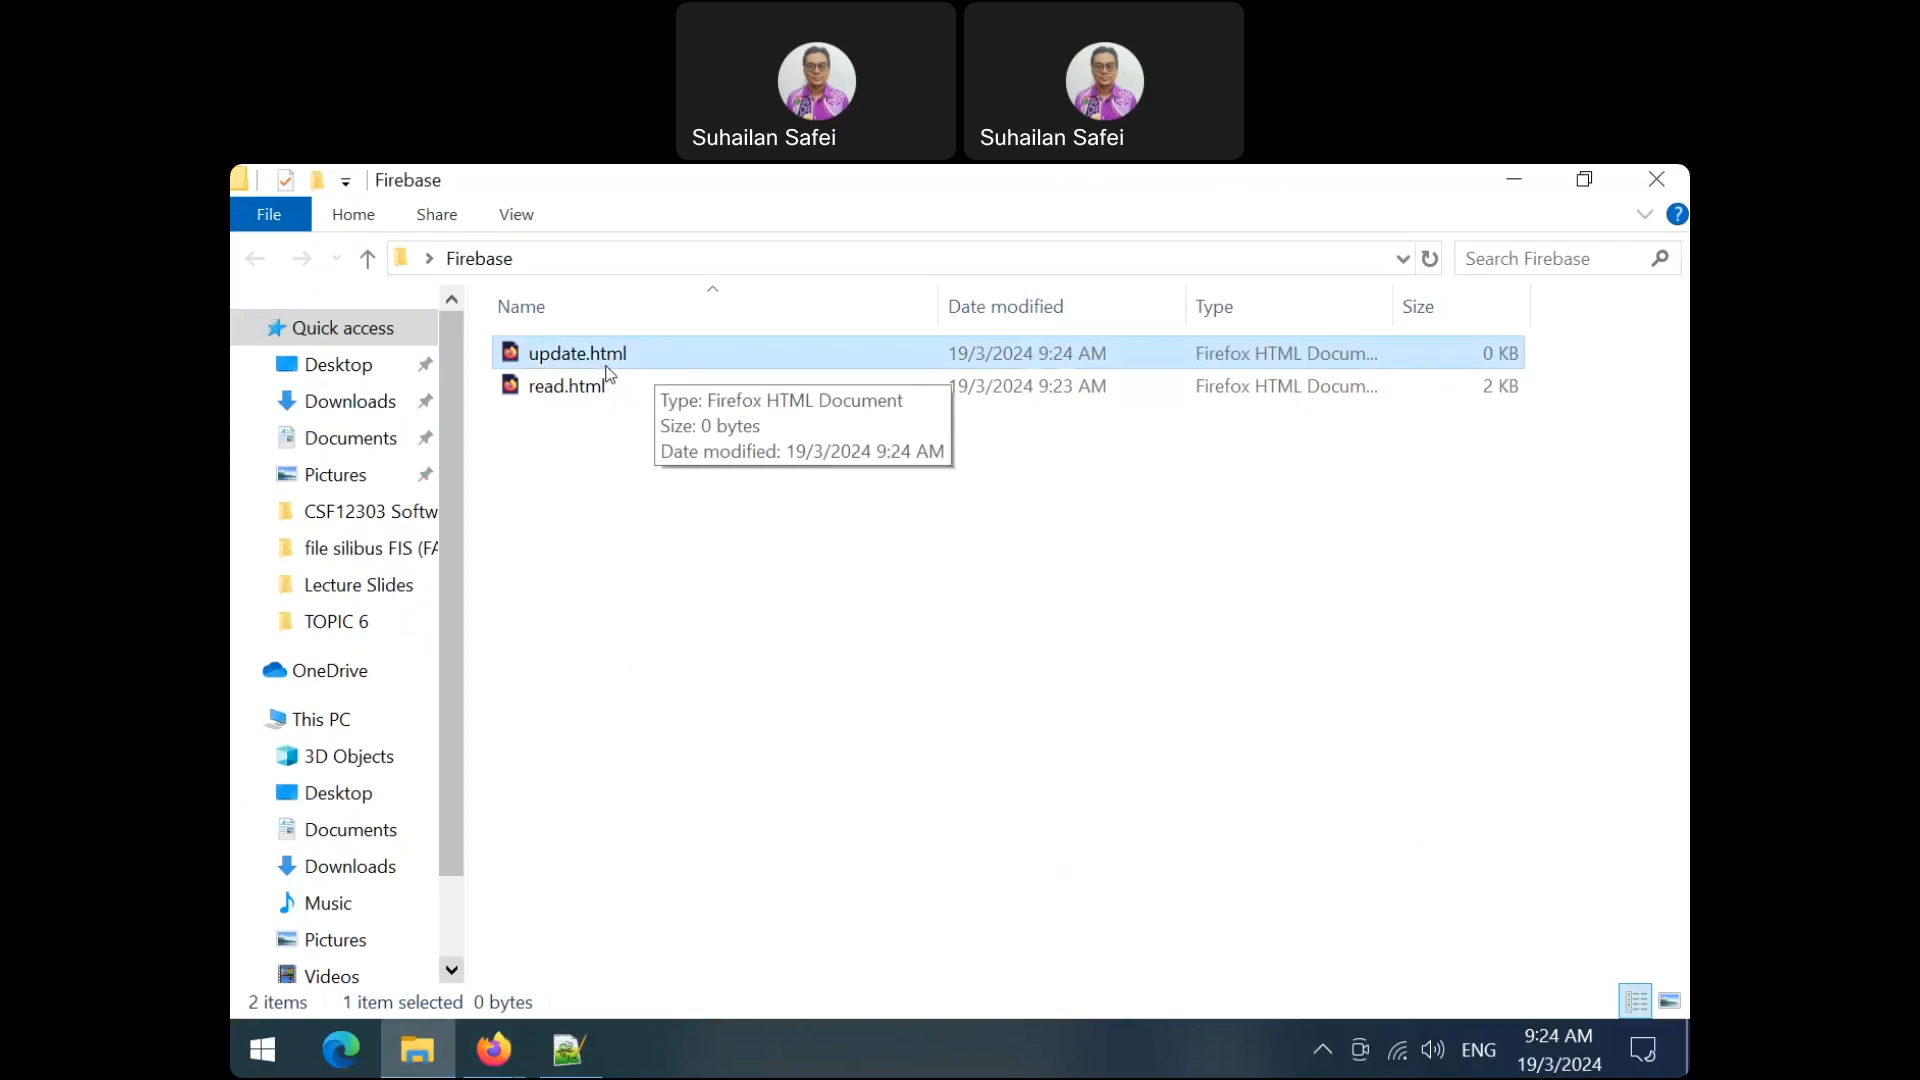 Suhailan Safei
Suhailan Safei
Firebase
File
Home
Share
View
?
Firebase
Search Firebase
Name
Date modified
Type
Size
update.html
19/3/2024 9:24 AM
Firefox HTML Docum...
0 KB
read.html
19/3/2024 9:23 AM
Firefox HTML Docum...
2 KB
Type: Firefox HTML Document
Size: 0 bytes
Date modified: 19/3/2024 9:24 AM
Quick access
Desktop
Downloads
Documents
Pictures
CSF12303 Softw
file silibus FIS (FA
Lecture Slides
TOPIC 6
OneDrive
This PC
3D Objects
Desktop
Documents
Downloads
Music
Pictures
Videos
2 items
1 item selected
0 bytes
ENG
9:24 AM
19/3/2024